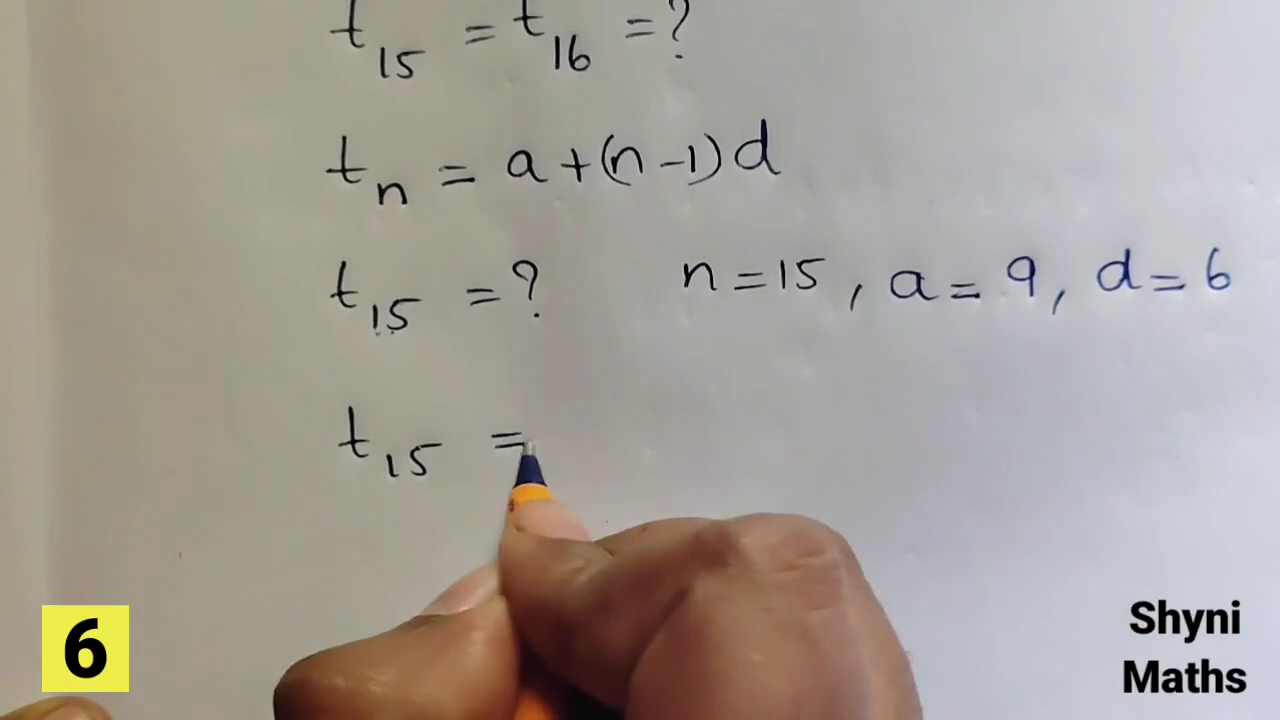 t₁₅ = t₁₆ = ?
tₙ = a + (n - 1) d
t₁₅ = ? n = 15 , a = 9 , d = 6
t₁₅ =
6
Shyni
Maths